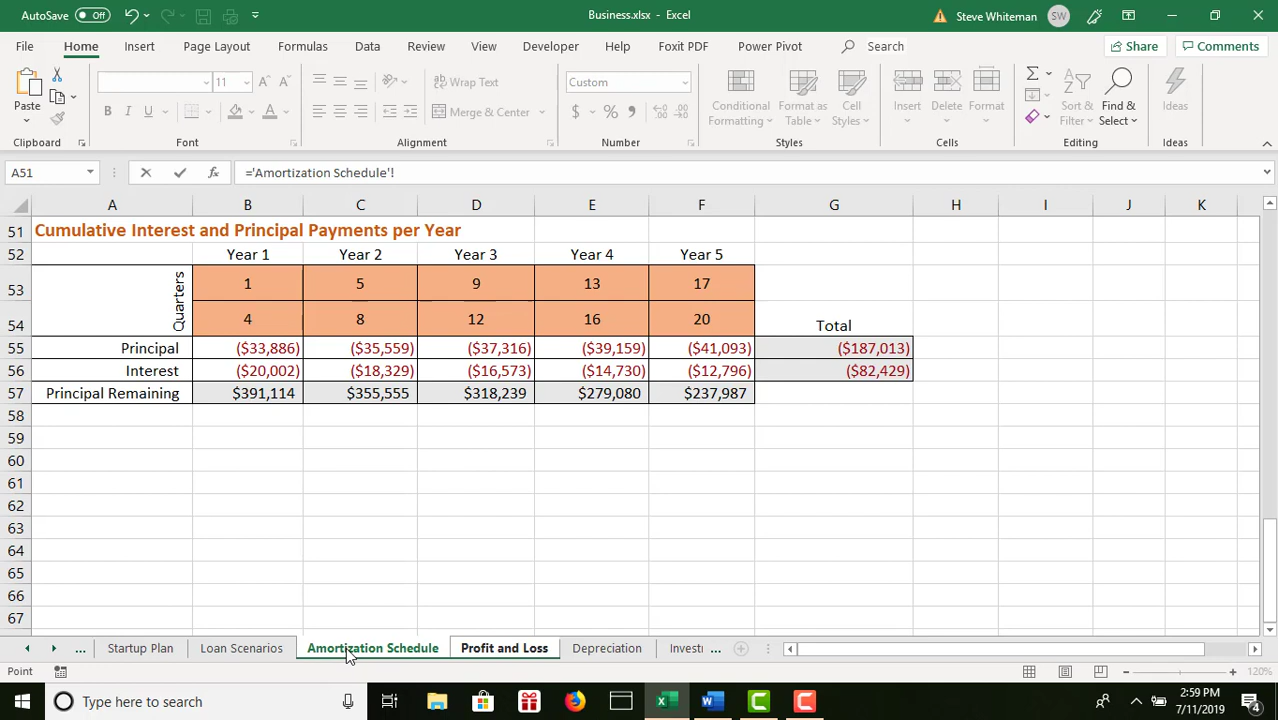 AutoSave Off Business.xlsx - Excel Steve Whiteman SW
File Home Insert Page Layout Formulas Data Review View Developer Help Foxit PDF Power Pivot Search Share Comments
11 Wrap Text Custom
Paste B I U Merge & Center $ % Conditional Formatting Format as Table Cell Styles Insert Delete Format Sort & Filter Find & Select Ideas
Clipboard Font Alignment Number Styles Cells Editing Ideas
A51 fx ='Amortization Schedule'!
A B C D E F G H I J K
51 Cumulative Interest and Principal Payments per Year
52 Year 1 Year 2 Year 3 Year 4 Year 5
Quarters
53 1 5 9 13 17
54 4 8 12 16 20 Total
55 Principal ($33,886) ($35,559) ($37,316) ($39,159) ($41,093) ($187,013)
56 Interest ($20,002) ($18,329) ($16,573) ($14,730) ($12,796) ($82,429)
57 Principal Remaining $391,114 $355,555 $318,239 $279,080 $237,987
58
59
60
61
62
63
64
65
66
67
... Startup Plan Loan Scenarios Amortization Schedule Profit and Loss Depreciation Investi ...
Point 120%
Type here to search 2:59 PM
7/11/2019 4